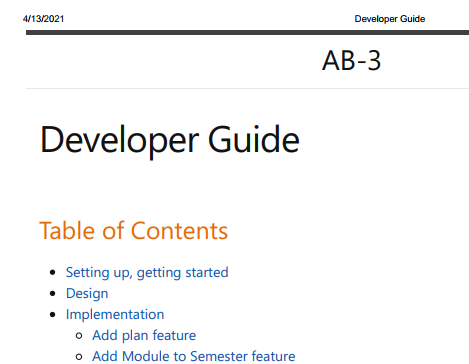 4/13/2021 Developer Guide
AB-3
Developer Guide
Table of Contents
Setting up, getting started
Design
Implementation
Add plan feature
Add Module to Semester feature